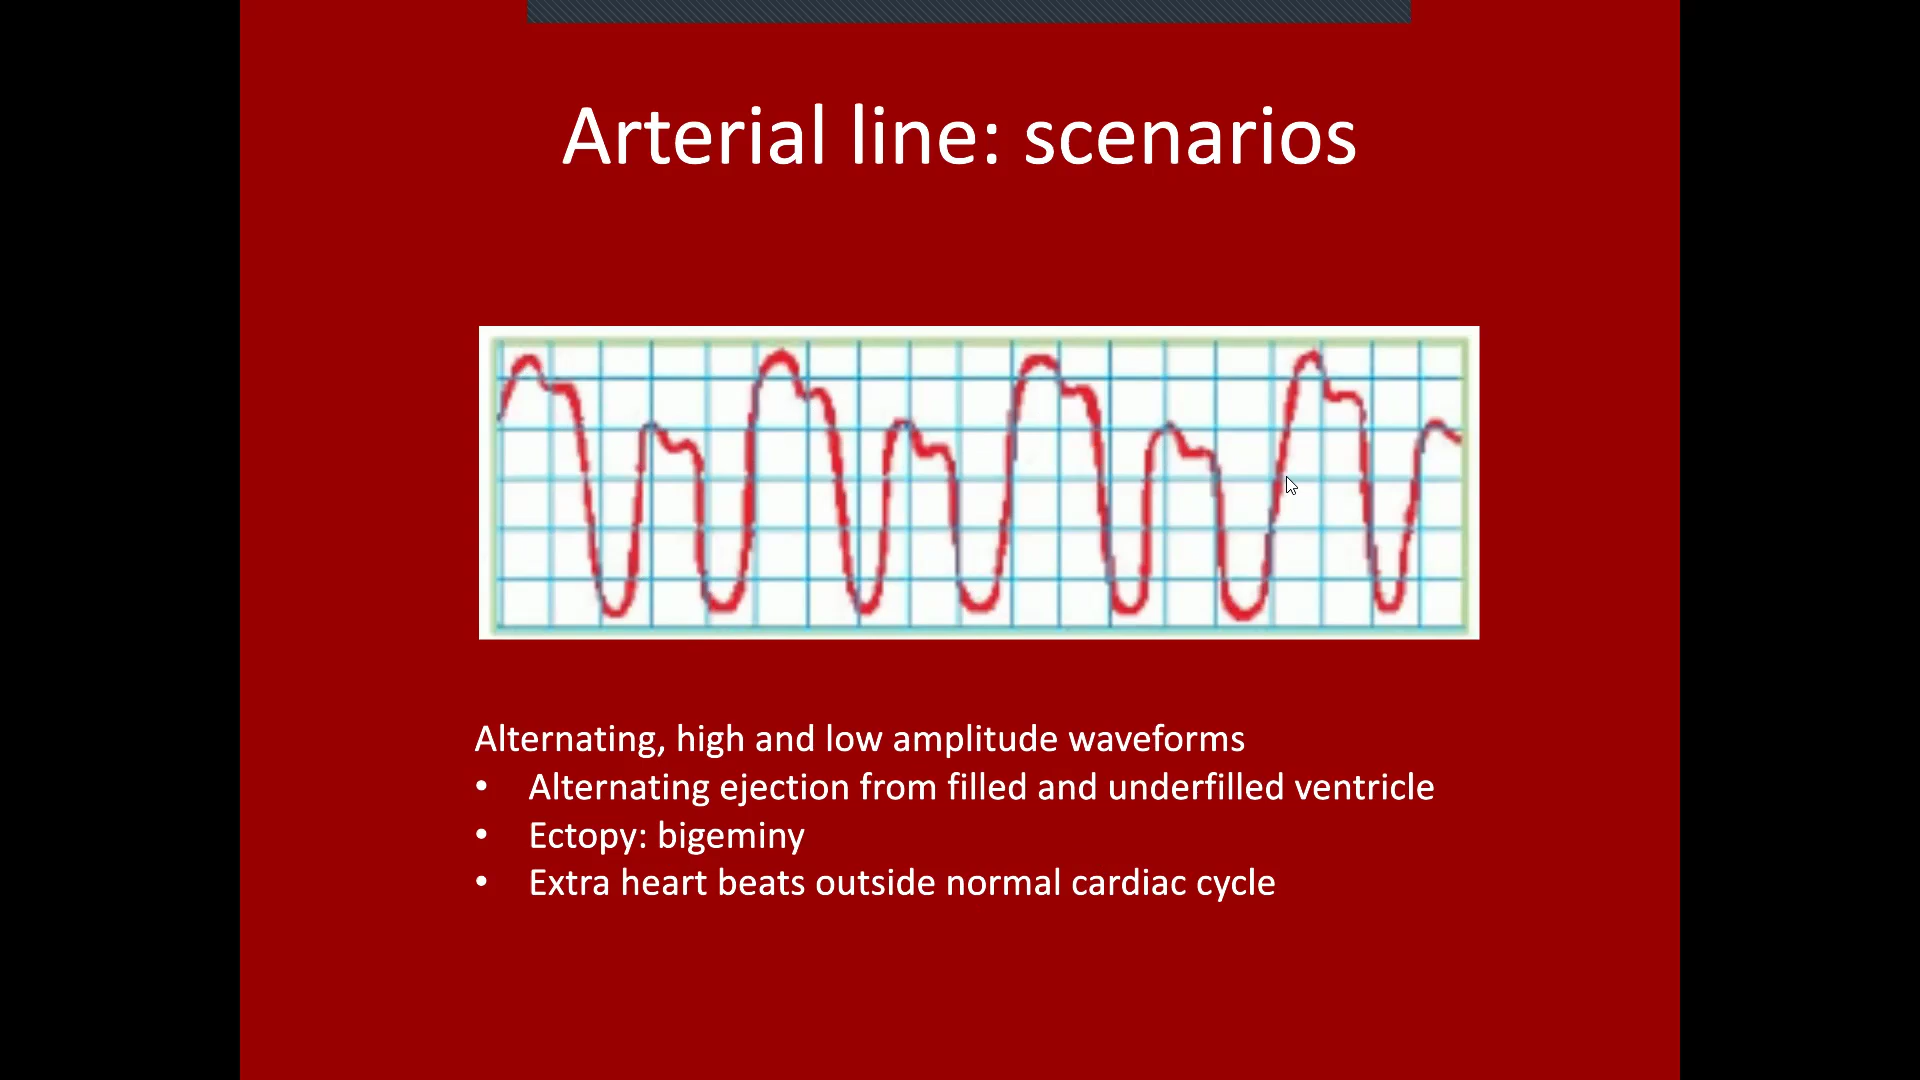 Arterial line: scenarios
Alternating, high and low amplitude waveforms
• Alternating ejection from filled and underfilled ventricle
• Ectopy: bigeminy
• Extra heart beats outside normal cardiac cycle